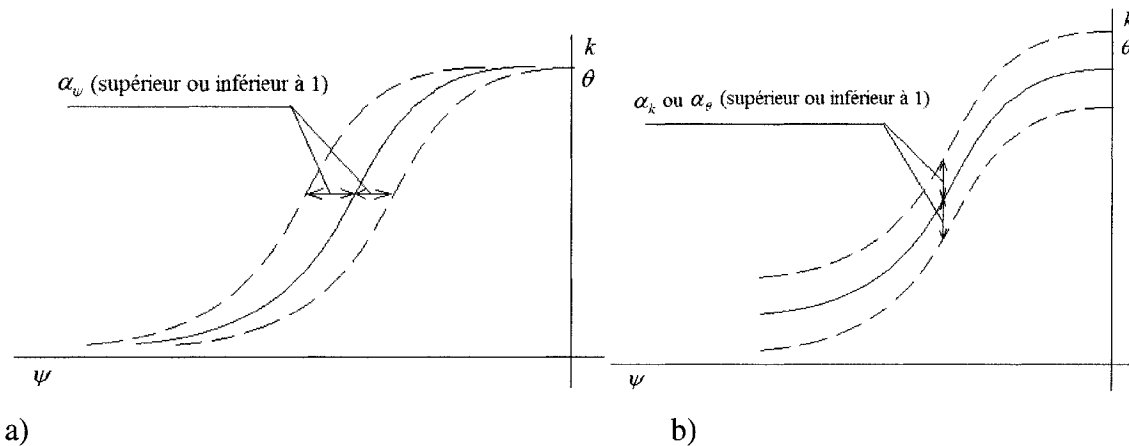 k
θ
α_ψ (supérieur ou inférieur à 1)
ψ
a)
k
θ
α_k ou α_θ (supérieur ou inférieur à 1)
ψ
b)